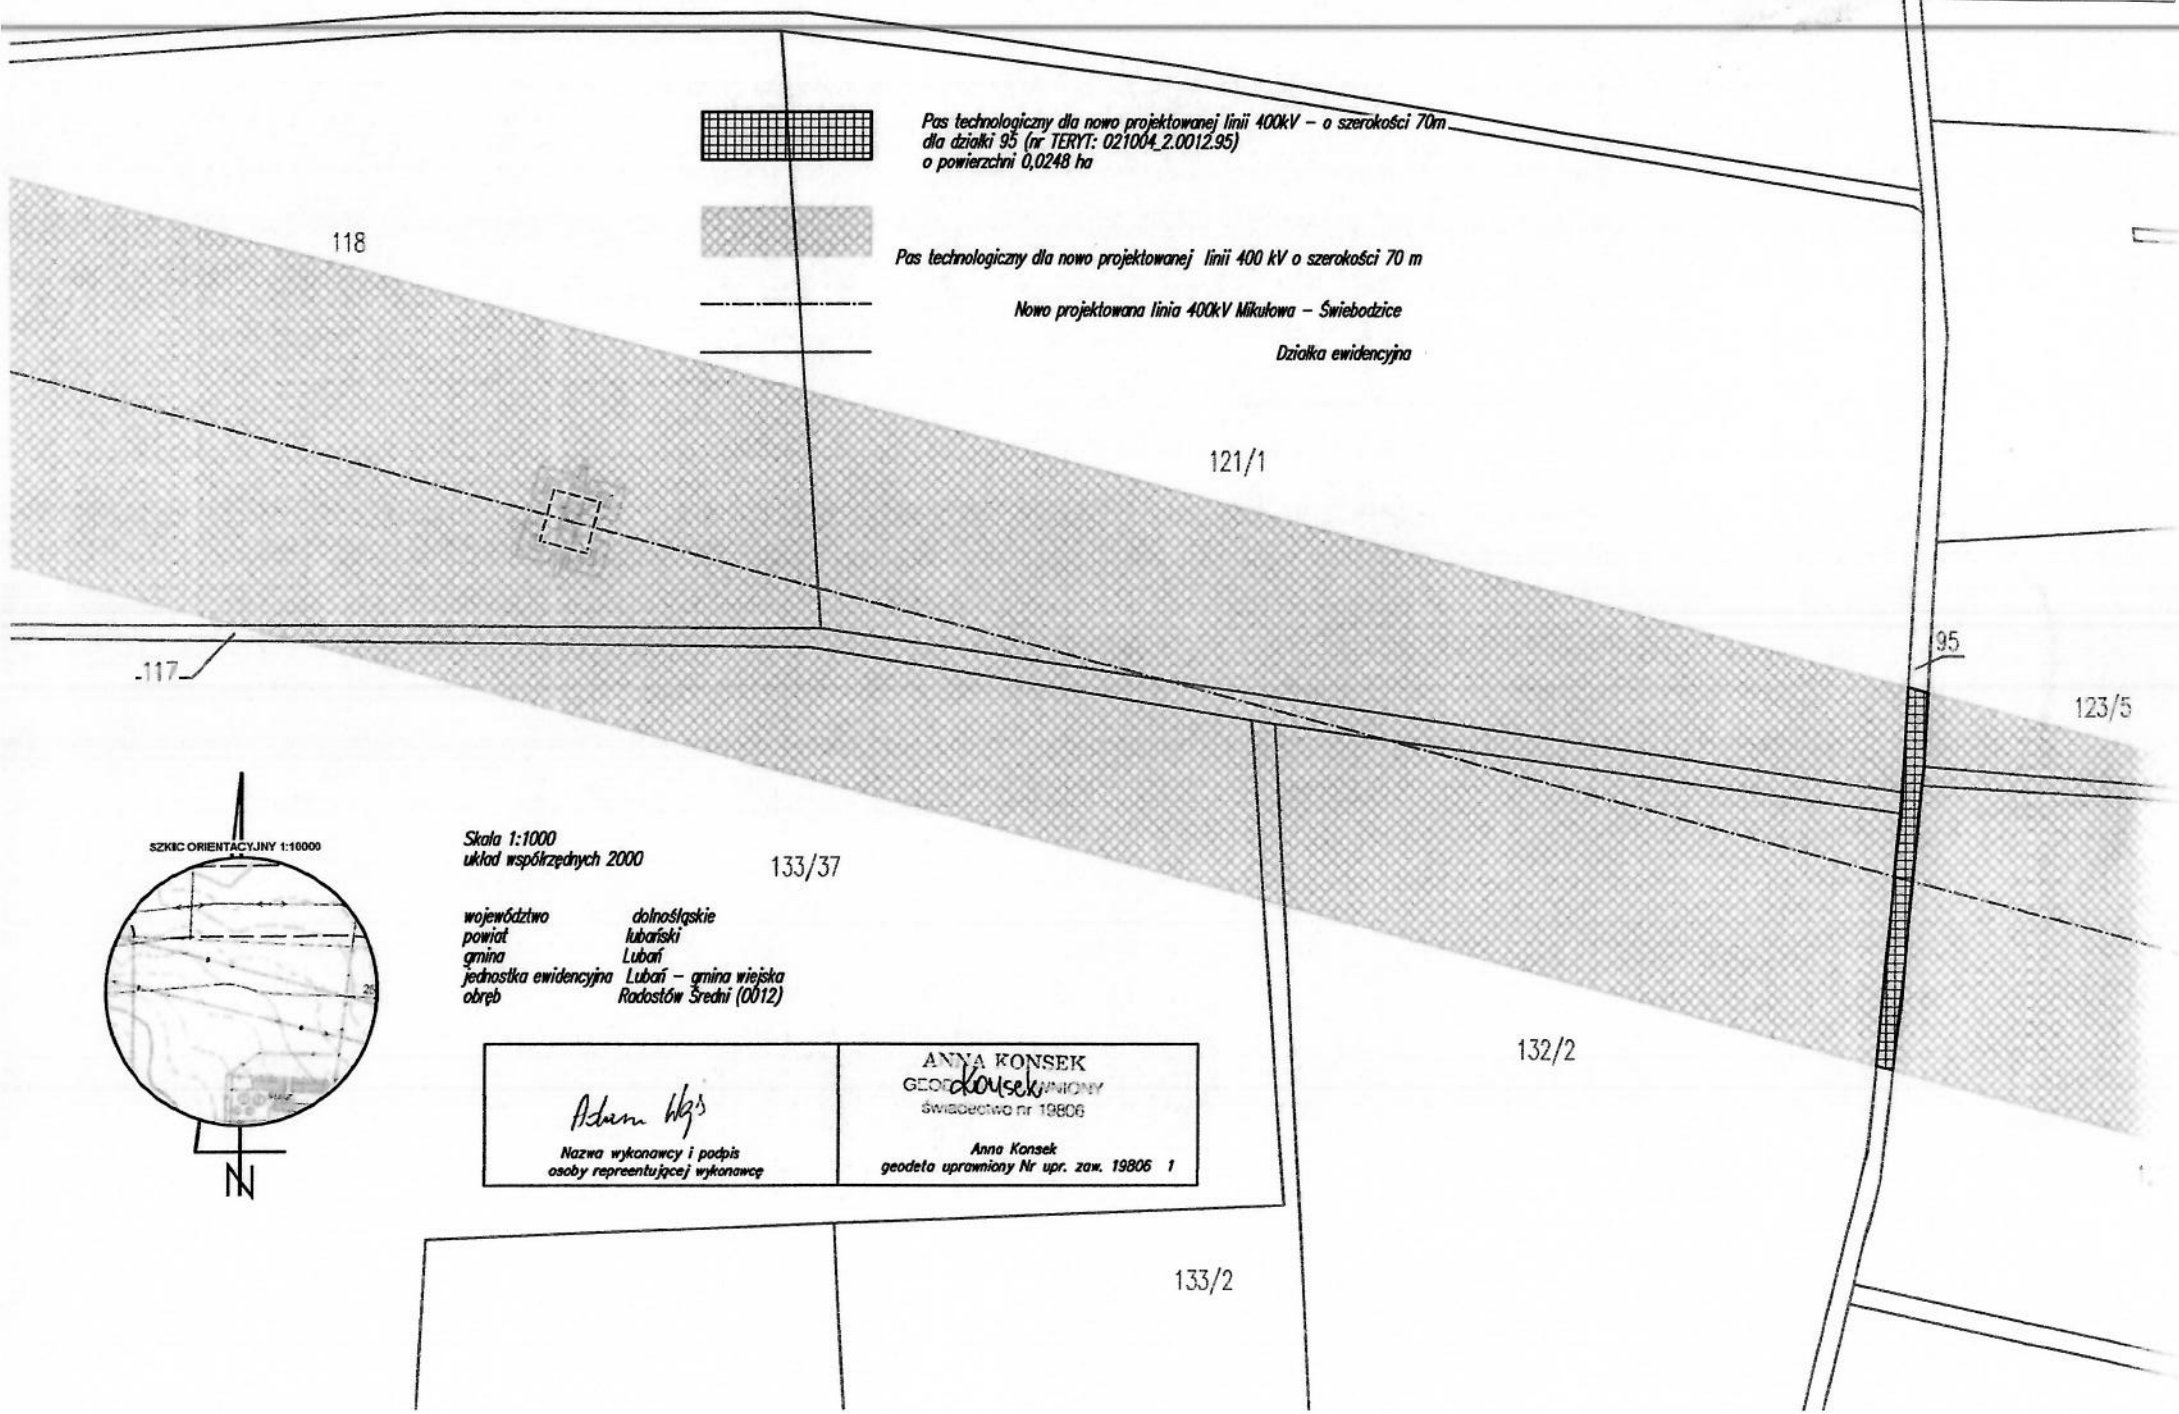 Pas technologiczny dla nowo projektowanej linii 400kV – o szerokości 70m
dla działki 95 (nr TERYT: 021004_2.0012.95)
o powierzchni 0,0248 ha
118
Pas technologiczny dla nowo projektowanej linii 400 kV o szerokości 70 m
Nowo projektowana linia 400kV Mikułowa – Świebodzice
Działka ewidencyjna
121/1
95
117
123/5
SZKIC ORIENTACYJNY 1:10000
Skala 1:1000
układ współrzędnych 2000
133/37
województwo dolnośląskie
powiat lubański
gmina Lubań
jednostka ewidencyjna Lubań – gmina wiejska
obręb Radostów Średni (0012)
132/2
ANNA KONSEK
Konsek
Świadectwo nr 19806
Adam Wąs
Nazwa wykonawcy i podpis
osoby repreentującej wykonawcę
Anna Konsek
geodeta uprawniony Nr upr. zaw. 19806 1
N
133/2